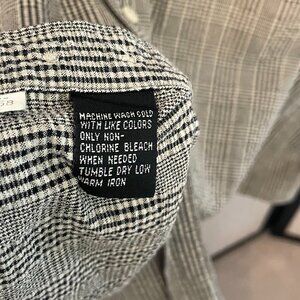 MACHINE WASH COLD
WITH LIKE COLORS
ONLY NON-
CHLORINE BLEACH
WHEN NEEDED
TUMBLE DRY LOW
WARM IRON